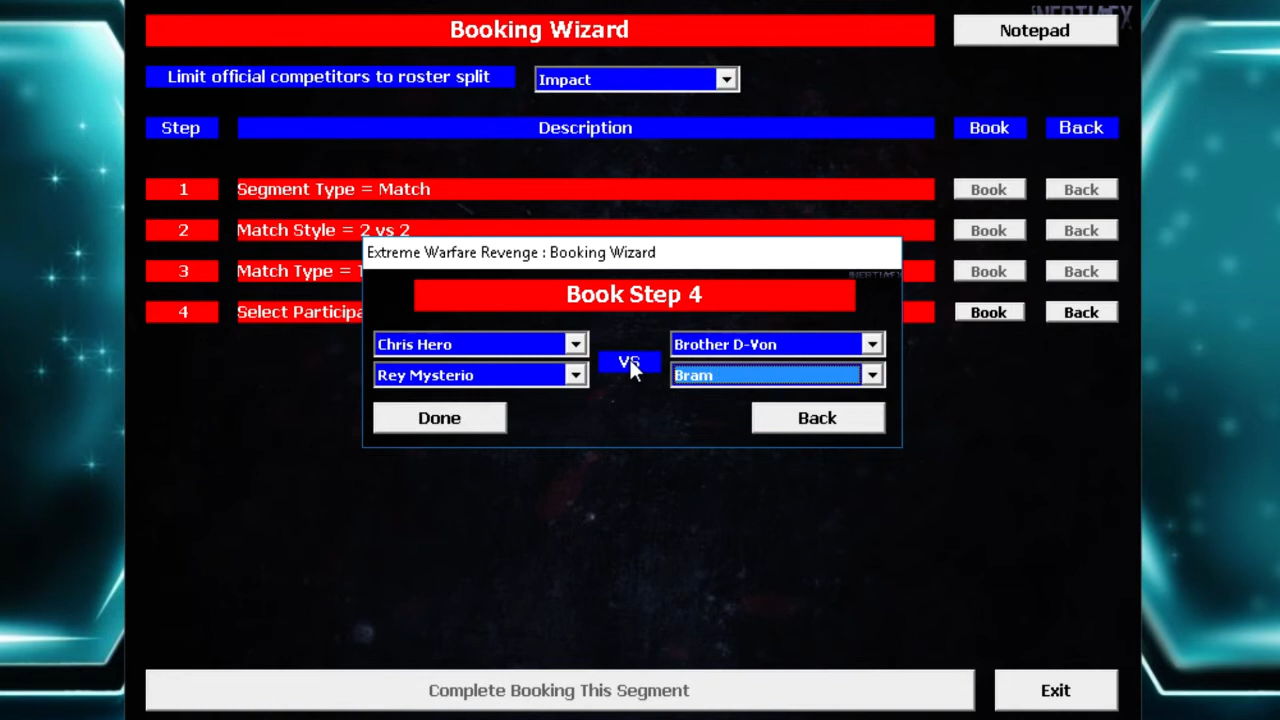 Booking Wizard
Notepad
Limit official competitors to roster split
Impact
Step Description Book Back
1 Segment Type = Match Book Back
2 Match Style = 2 vs 2 Book Back
3 Match Type = Book Back
4 Select Participa Book Back
Extreme Warfare Revenge : Booking Wizard
INERTIAFX
Book Step 4
Chris Hero Brother D-Von
VS
Rey Mysterio Bram
Done Back
Complete Booking This Segment Exit